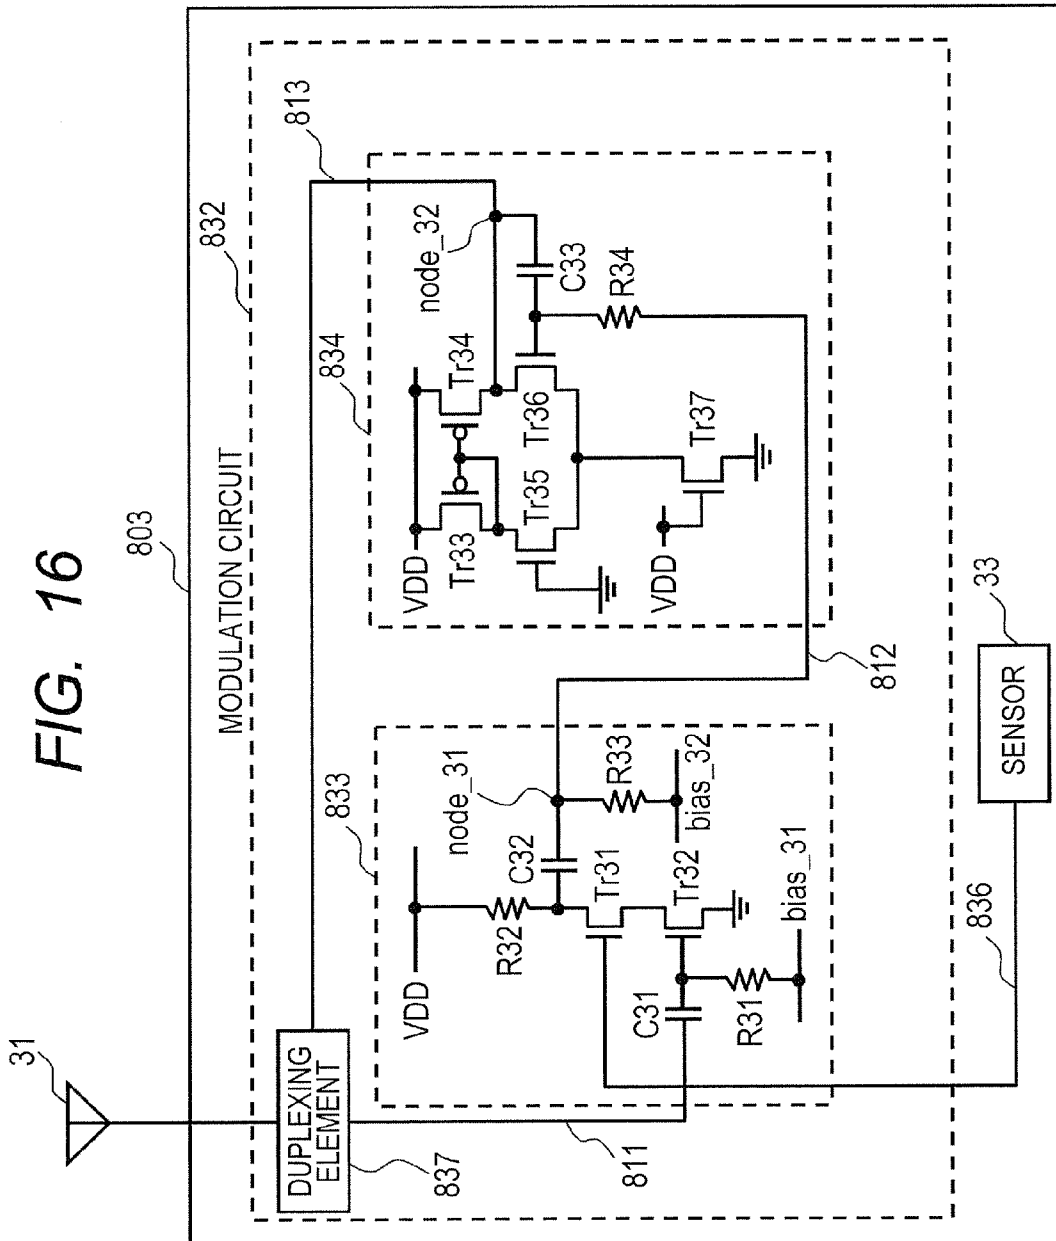 FIG. 16
803
MODULATION CIRCUIT
832
813
31
DUPLEXING
ELEMENT
837
811
833
VDD
R32
node_31
C32
Tr31
R33
bias_32
Tr32
C31
R31
bias_31
834
VDD
Tr33
Tr34
node_32
Tr35
Tr36
C33
R34
VDD
Tr37
812
836
33
SENSOR